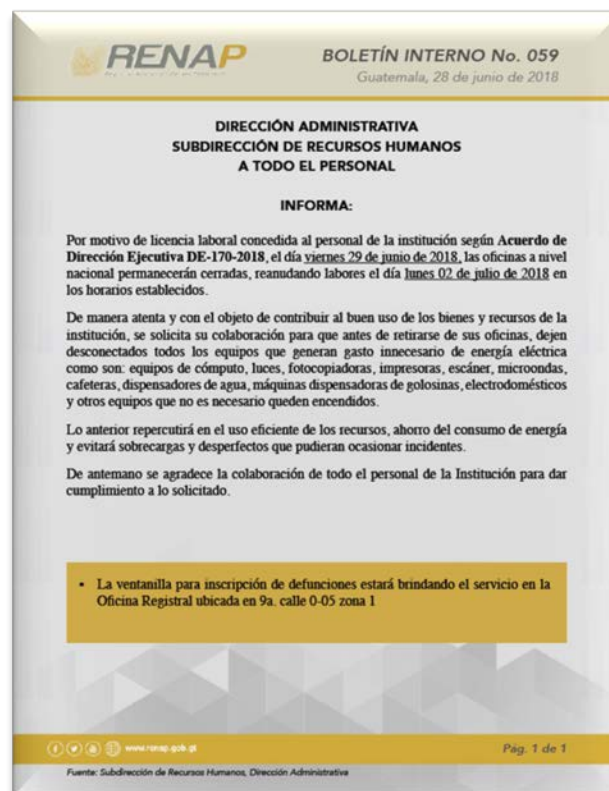 RENAP
BOLETÍN INTERNO No. 059
Guatemala, 28 de junio de 2018
DIRECCIÓN ADMINISTRATIVA
SUBDIRECCIÓN DE RECURSOS HUMANOS
A TODO EL PERSONAL
INFORMA:
Por motivo de licencia laboral concedida al personal de la institución según Acuerdo de
Dirección Ejecutiva DE-170-2018, el día viernes 29 de junio de 2018, las oficinas a nivel
nacional permanecerán cerradas, reanudando labores el día lunes 02 de julio de 2018 en
los horarios establecidos.
De manera atenta y con el objeto de contribuir al buen uso de los bienes y recursos de la
institución, se solicita su colaboración para que antes de retirarse de sus oficinas, dejen
desconectados todos los equipos que generan gasto innecesario de energía eléctrica
como son: equipos de cómputo, luces, fotocopiadoras, impresoras, escáner, microondas,
cafeteras, dispensadores de agua, máquinas dispensadoras de golosinas, electrodomésticos
y otros equipos que no es necesario queden encendidos.
Lo anterior repercutirá en el uso eficiente de los recursos, ahorro del consumo de energía
y evitará sobrecargas y desperfectos que pudieran ocasionar incidentes.
De antemano se agradece la colaboración de todo el personal de la Institución para dar
cumplimiento a lo solicitado.
• La ventanilla para inscripción de defunciones estará brindando el servicio en la
Oficina Registral ubicada en 9a. calle 0-05 zona 1
www.renap.gob.gt
Pág. 1 de 1
Fuente: Subdirección de Recursos Humanos, Dirección Administrativa